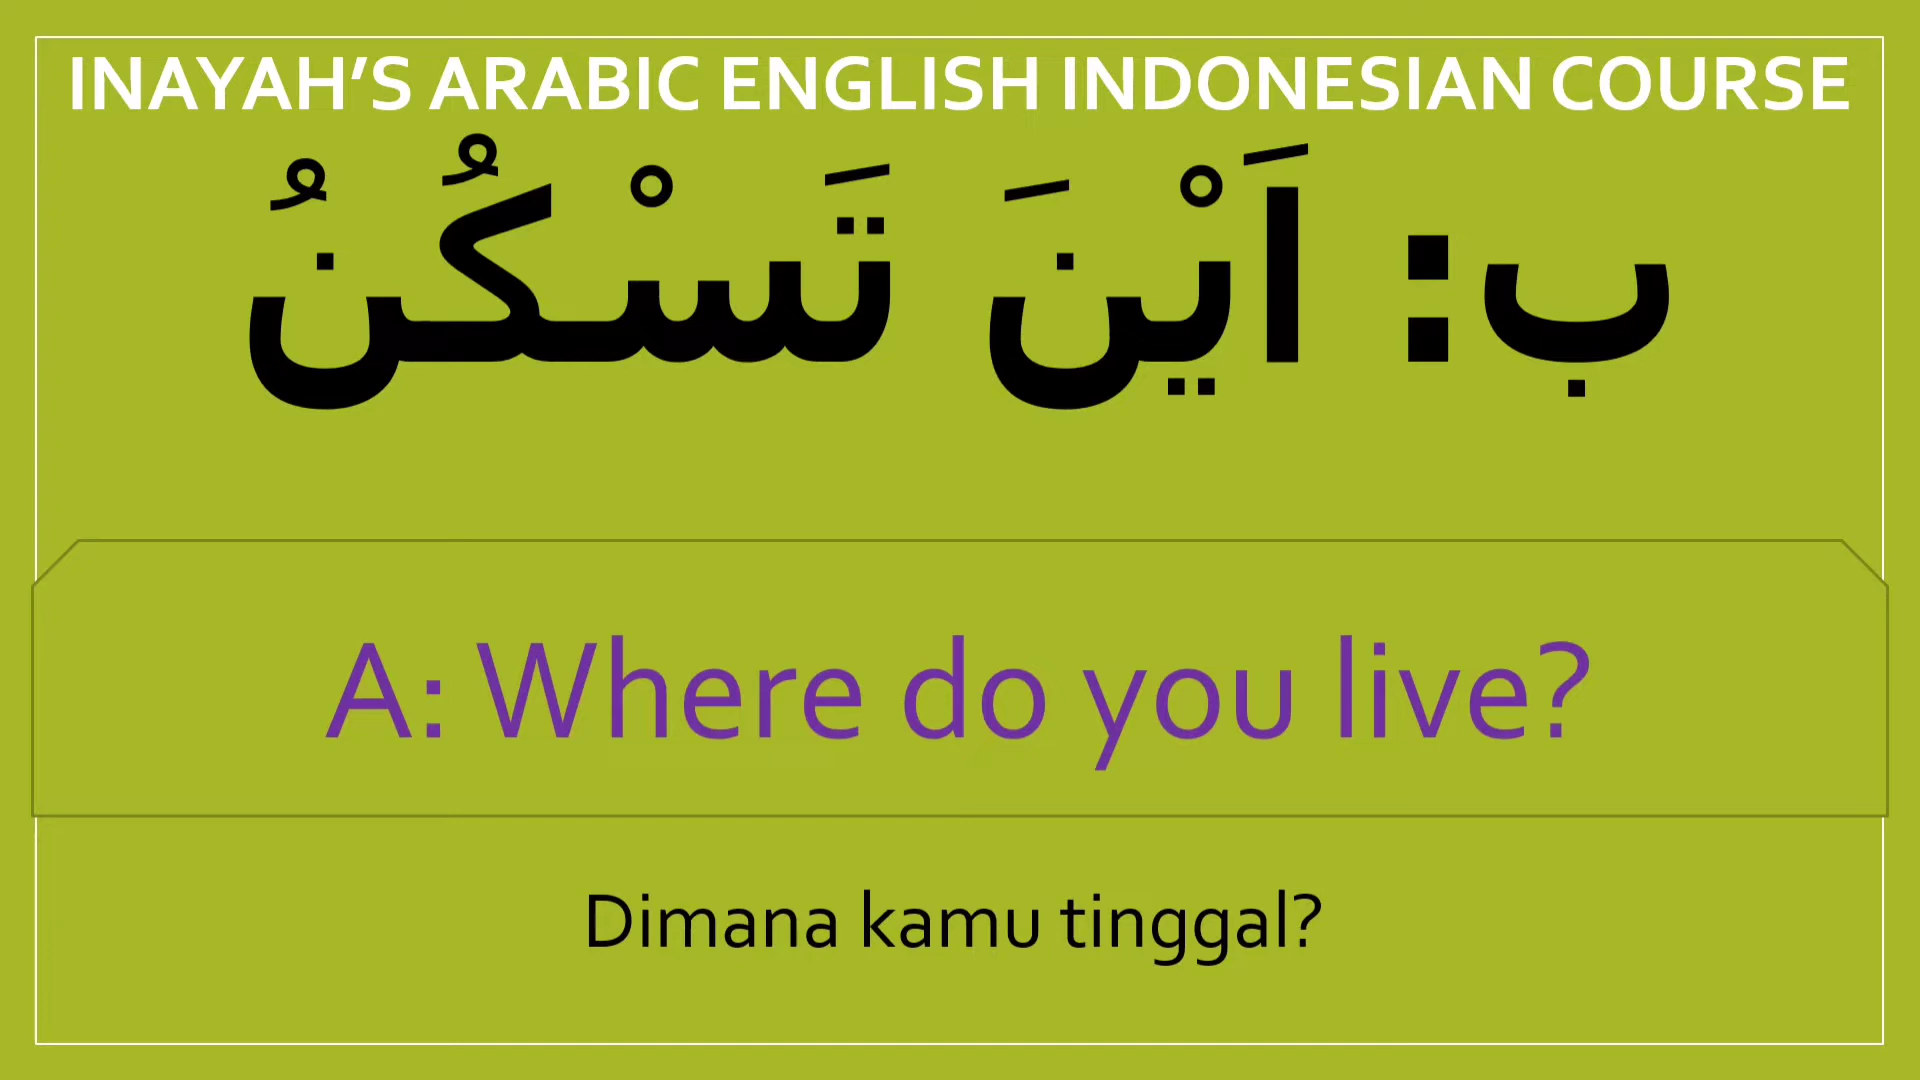 INAYAH’S ARABIC ENGLISH INDONESIAN COURSE
ب: اَيْنَ تَسْكُنُ
A: Where do you live?
Dimana kamu tinggal?